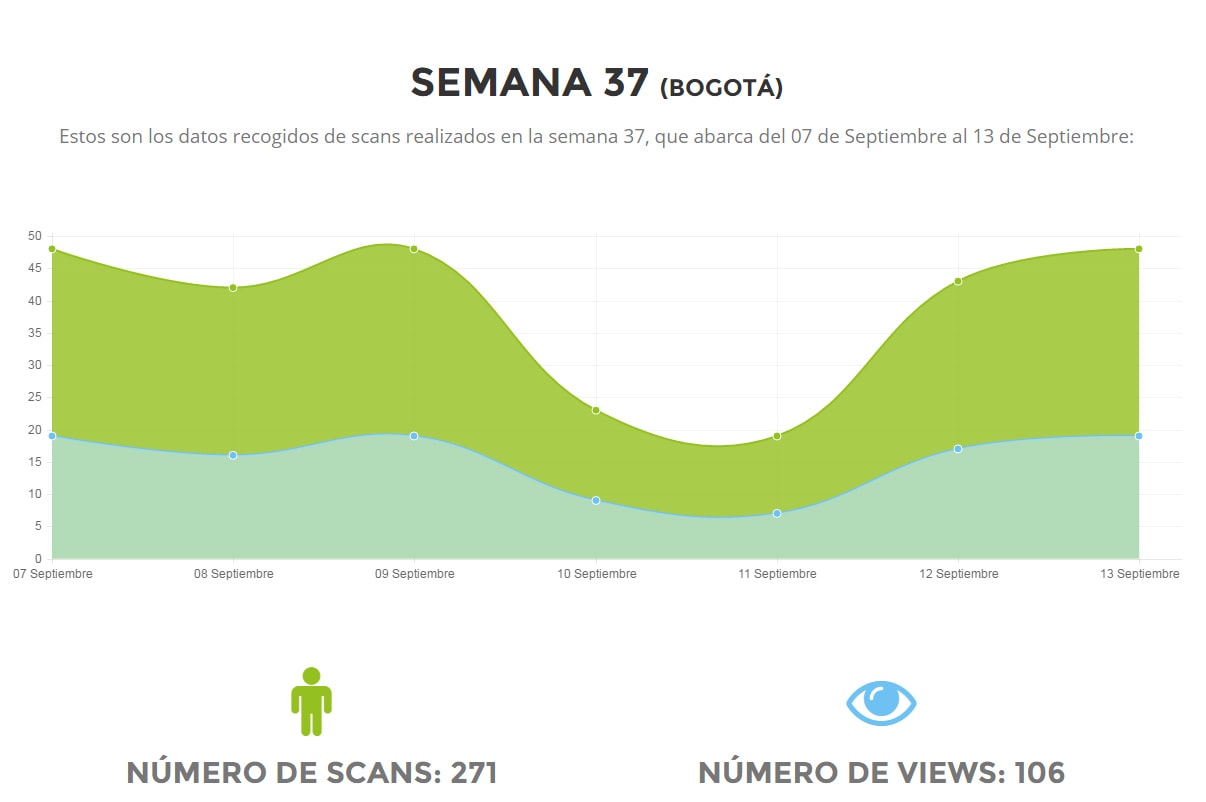 SEMANA 37 (BOGOTÁ)
Estos son los datos recogidos de scans realizados en la semana 37, que abarca del 07 de Septiembre al 13 de Septiembre:
50
45
40
35
30
25
20
15
10
5
0
07 Septiembre 08 Septiembre 09 Septiembre 10 Septiembre 11 Septiembre 12 Septiembre 13 Septiembre
NÚMERO DE SCANS: 271 NÚMERO DE VIEWS: 106